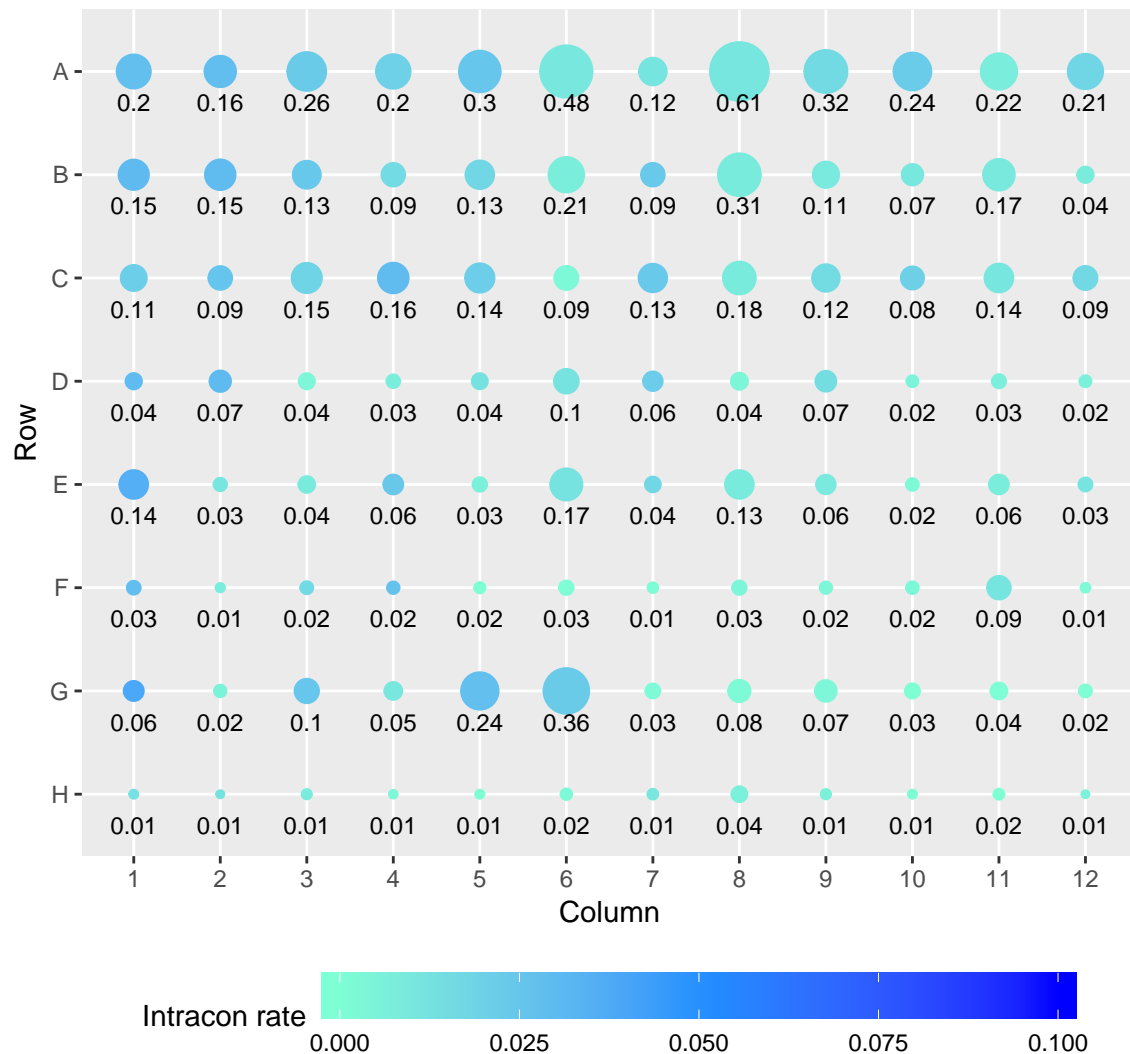 A
0.2 0.16 0.26 0.2 0.3 0.48 0.12 0.61 0.32 0.24 0.22 0.21
B
0.15 0.15 0.13 0.09 0.13 0.21 0.09 0.31 0.11 0.07 0.17 0.04
C
0.11 0.09 0.15 0.16 0.14 0.09 0.13 0.18 0.12 0.08 0.14 0.09
D
0.04 0.07 0.04 0.03 0.04 0.1 0.06 0.04 0.07 0.02 0.03 0.02
Row
E
0.14 0.03 0.04 0.06 0.03 0.17 0.04 0.13 0.06 0.02 0.06 0.03
F
0.03 0.01 0.02 0.02 0.02 0.03 0.01 0.03 0.02 0.02 0.09 0.01
G
0.06 0.02 0.1 0.05 0.24 0.36 0.03 0.08 0.07 0.03 0.04 0.02
H
0.01 0.01 0.01 0.01 0.01 0.02 0.01 0.04 0.01 0.01 0.02 0.01
1 2 3 4 5 6 7 8 9 10 11 12
Column
Intracon rate
0.000 0.025 0.050 0.075 0.100